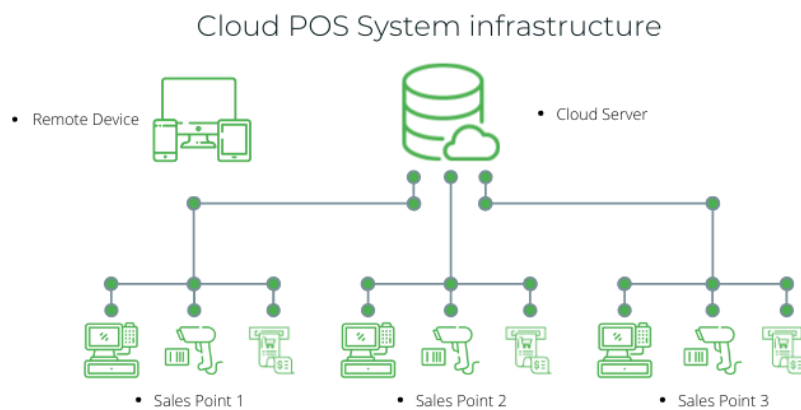 Cloud POS System infrastructure
• Remote Device
• Cloud Server
• Sales Point 1
• Sales Point 2
• Sales Point 3